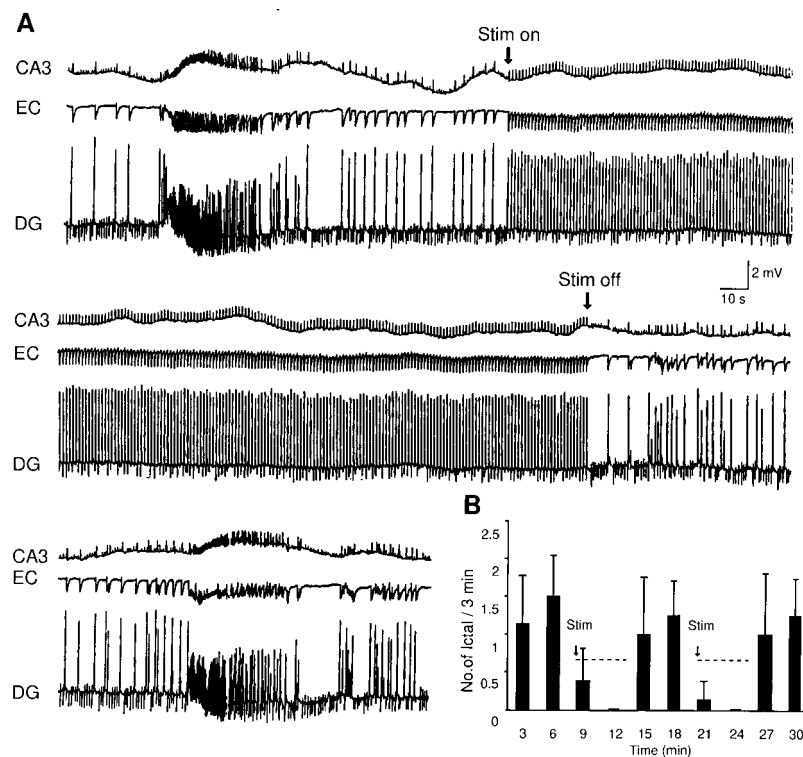 A
Stim on
CA3
EC
DG
2 mV
10 s
Stim off
CA3
EC
DG
CA3
EC
DG
B
No.of Ictal / 3 min
2.5
2
1.5
1
0.5
0
Stim
Stim
3 6 9 12 15 18 21 24 27 30
Time (min)